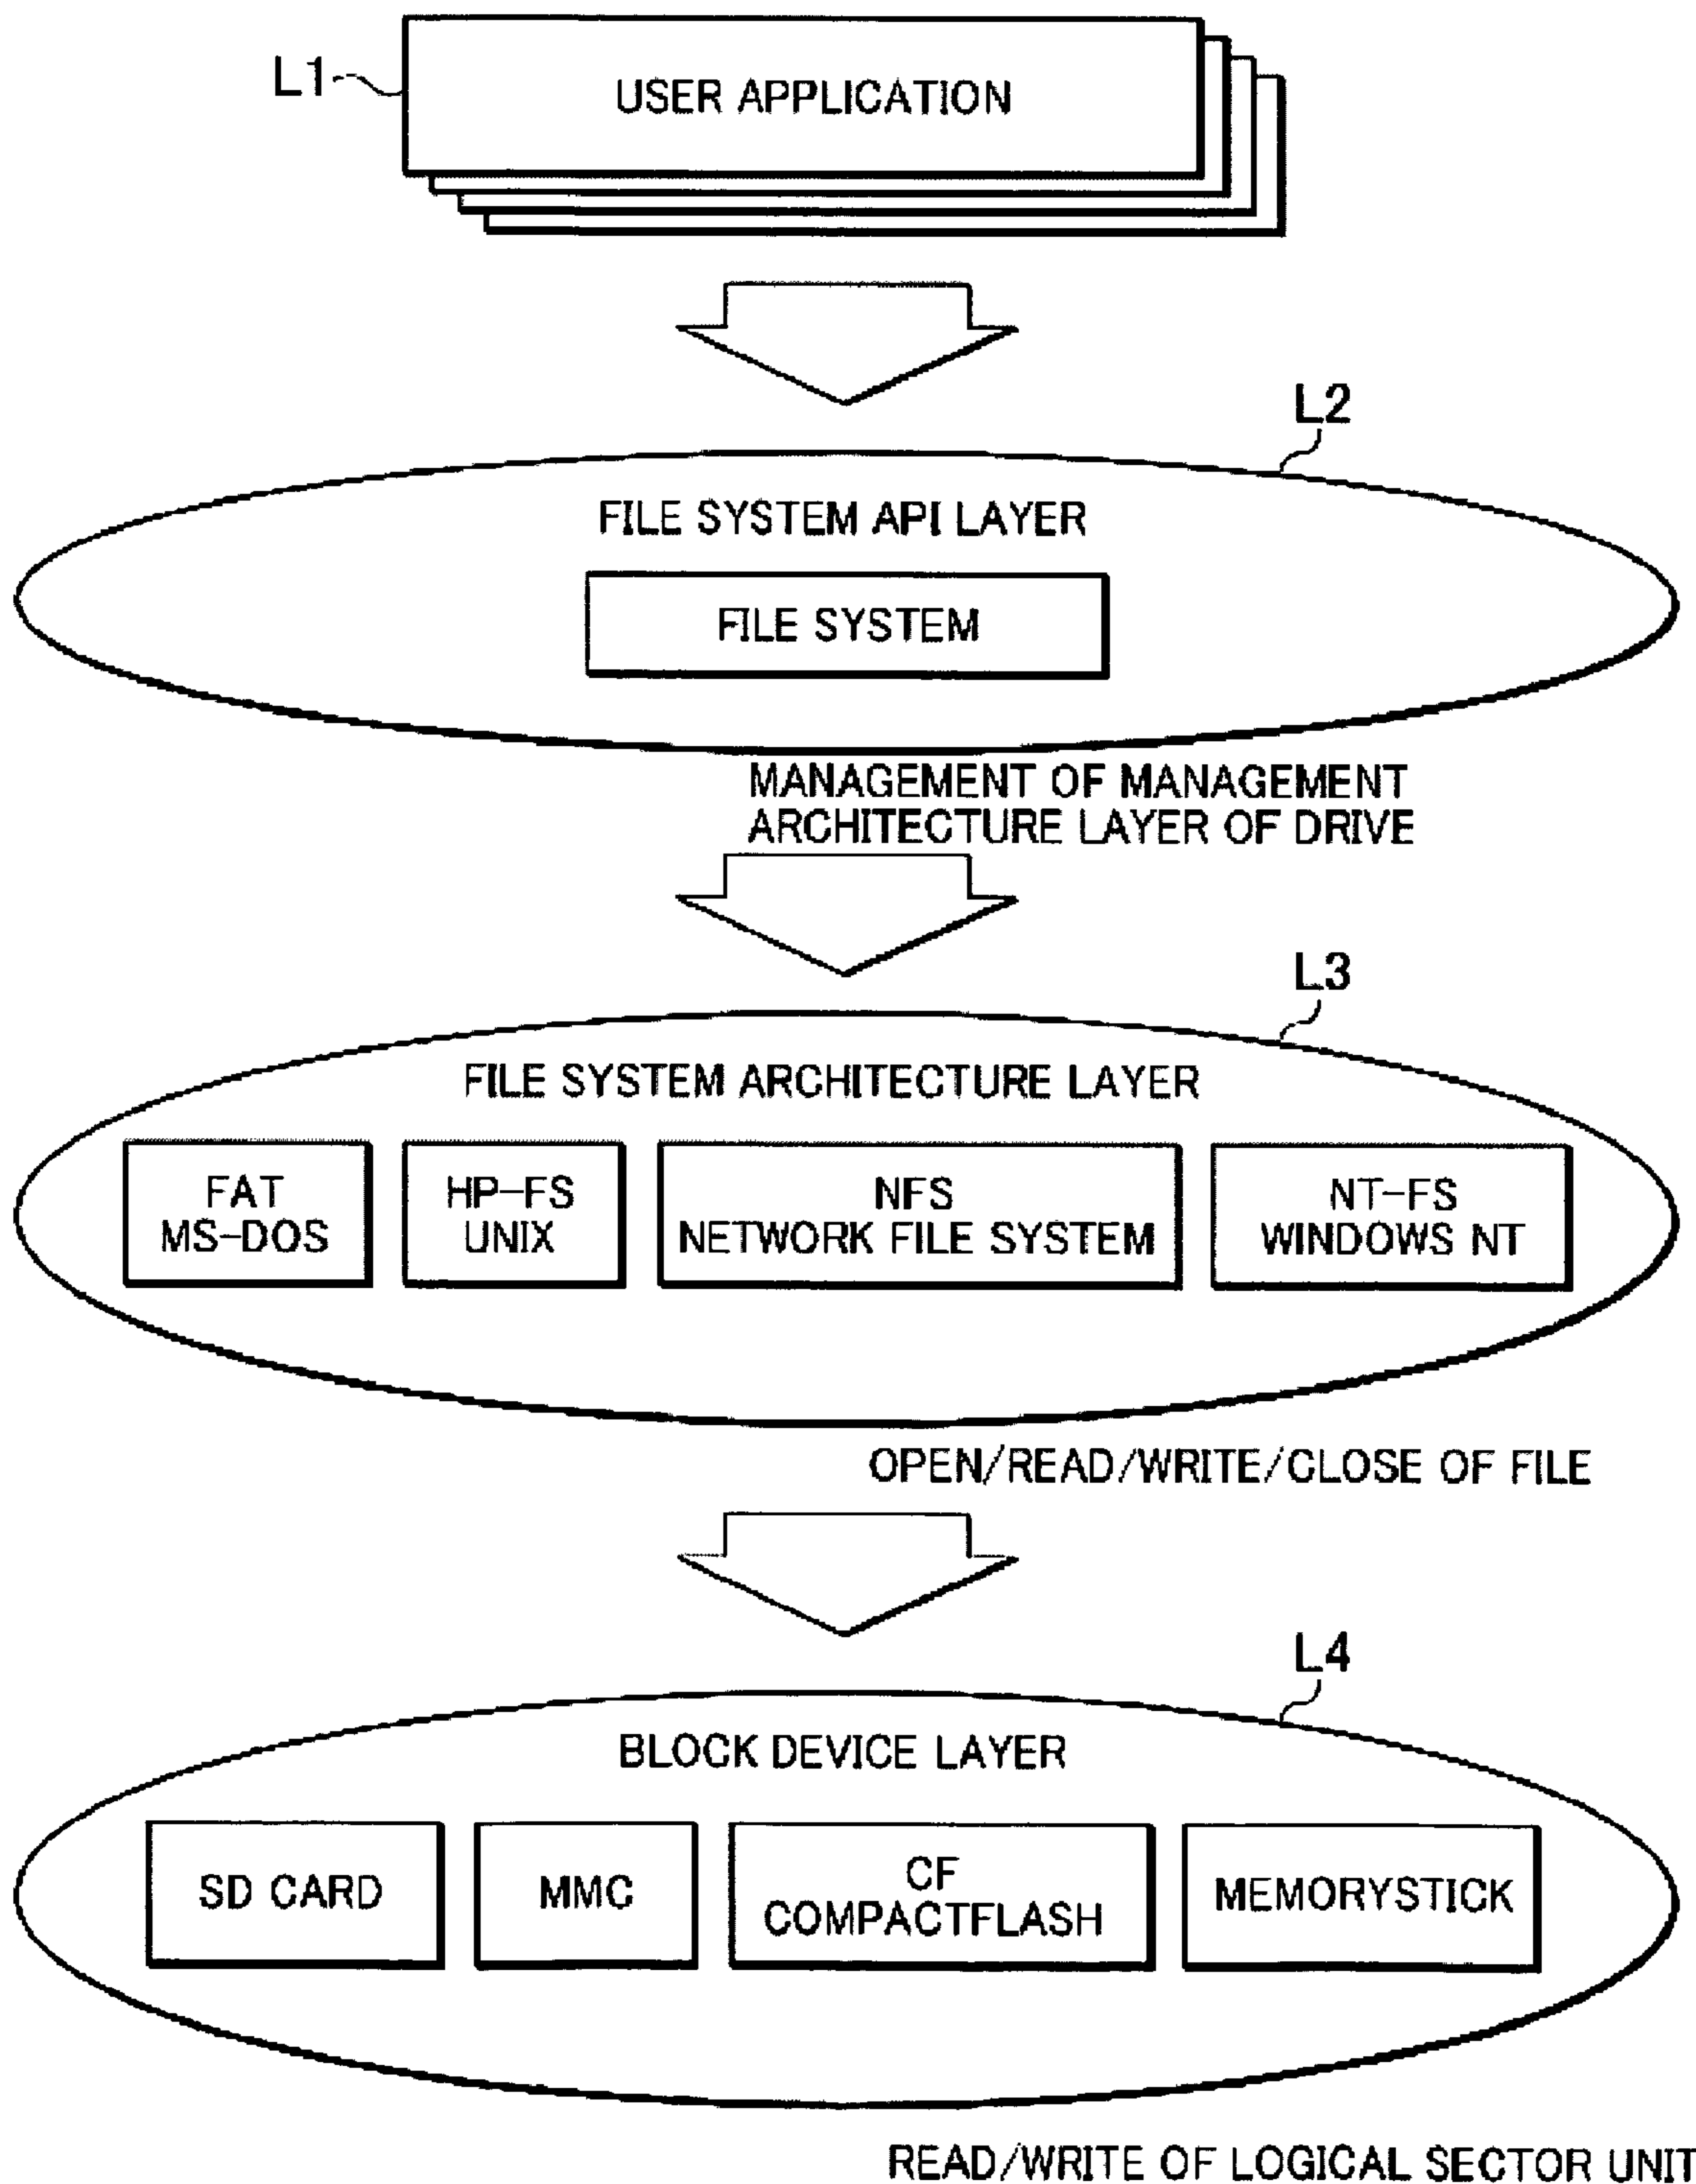 L1
USER APPLICATION
L2
FILE SYSTEM API LAYER
FILE SYSTEM
MANAGEMENT OF MANAGEMENT
ARCHITECTURE LAYER OF DRIVE
L3
FILE SYSTEM ARCHITECTURE LAYER
FAT
MS-DOS
HP-FS
UNIX
NFS
NETWORK FILE SYSTEM
NT-FS
WINDOWS NT
OPEN/READ/WRITE/CLOSE OF FILE
L4
BLOCK DEVICE LAYER
SD CARD
MMC
CF
COMPACTFLASH
MEMORYSTICK
READ/WRITE OF LOGICAL SECTOR UNIT